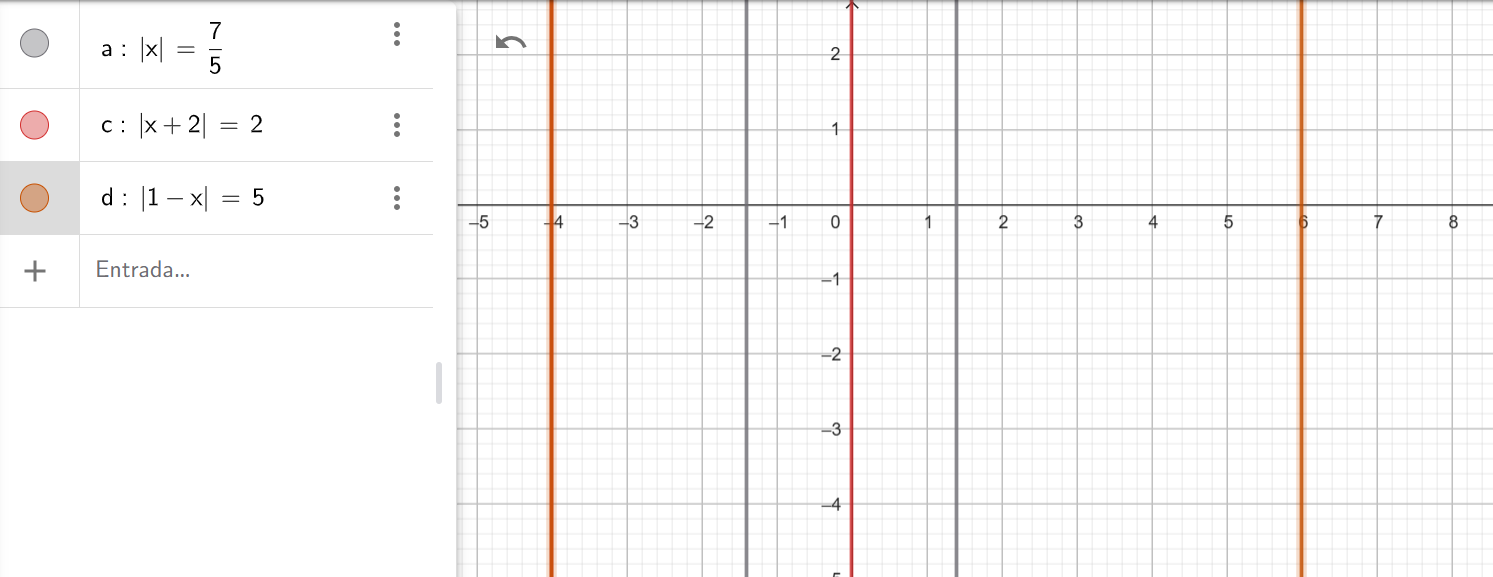 a : |x| = 7/5
c : |x + 2| = 2
d : |1 − x| = 5
+ Entrada...
2
1
–5 –4 –3 –2 –1 0 1 2 3 4 5 6 7 8
–1
–2
–3
–4